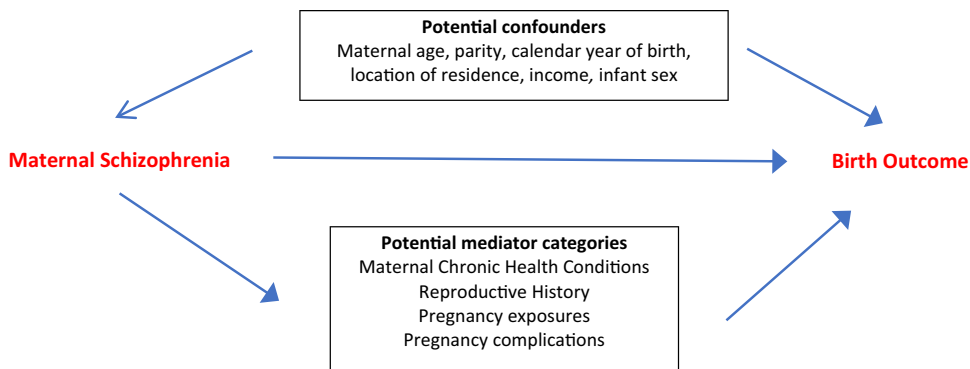 Potential confounders
Maternal age, parity, calendar year of birth,
location of residence, income, infant sex
Maternal Schizophrenia
Birth Outcome
Potential mediator categories
Maternal Chronic Health Conditions
Reproductive History
Pregnancy exposures
Pregnancy complications